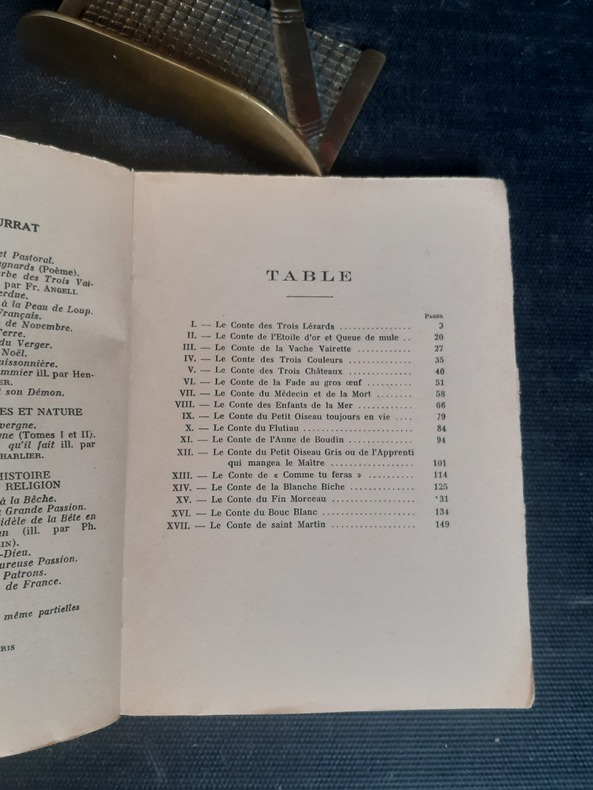 URRAT
et Pastoral.
gnards (Poème).
rbe des Trois Vai-
par Fr. ANGELL
erdue.
à la Peau de Loup.
Français.
de Novembre.
Terre.
du Verger.
Noël.
uissonnière.
ommier ill. par Hen-
ER.
t son Démon.
ES ET NATURE
vergne.
gne (Tomes I et II).
qu'il fait ill. par
HARLIER.
HISTOIRE
RELIGION
à la Bêche.
a Grande Passion.
idèle de la Bête en
an (ill. par Ph.
AIN).
-Dieu.
ureuse Passion.
Patrons.
de France.
même partielles
RIS
TABLE
Pages
I. — Le Conte des Trois Lézards ................ 3
II. — Le Conte de l'Etoile d'or et Queue de mule .. 20
III. — Le Conte de la Vache Vairette .............. 27
IV. — Le Conte des Trois Couleurs ................ 35
V. — Le Conte des Trois Châteaux ................ 40
VI. — Le Conte de la Fade au gros œuf ........... 51
VII. — Le Conte du Médecin et de la Mort ......... 58
VIII. — Le Conte des Enfants de la Mer ............ 66
IX. — Le Conte du Petit Oiseau toujours en vie .... 79
X. — Le Conte du Flutiau ....................... 84
XI. — Le Conte de l'Aune de Boudin .............. 94
XII. — Le Conte du Petit Oiseau Gris ou de l'Apprenti
qui mangea le Maître .................. 101
XIII. — Le Conte de « Comme tu feras » .......... 114
XIV. — Le Conte de la Blanche Biche .............. 125
XV. — Le Conte du Fin Morceau .................. 31
XVI. — Le Conte du Bouc Blanc ................... 134
XVII. — Le Conte de saint Martin ................. 149